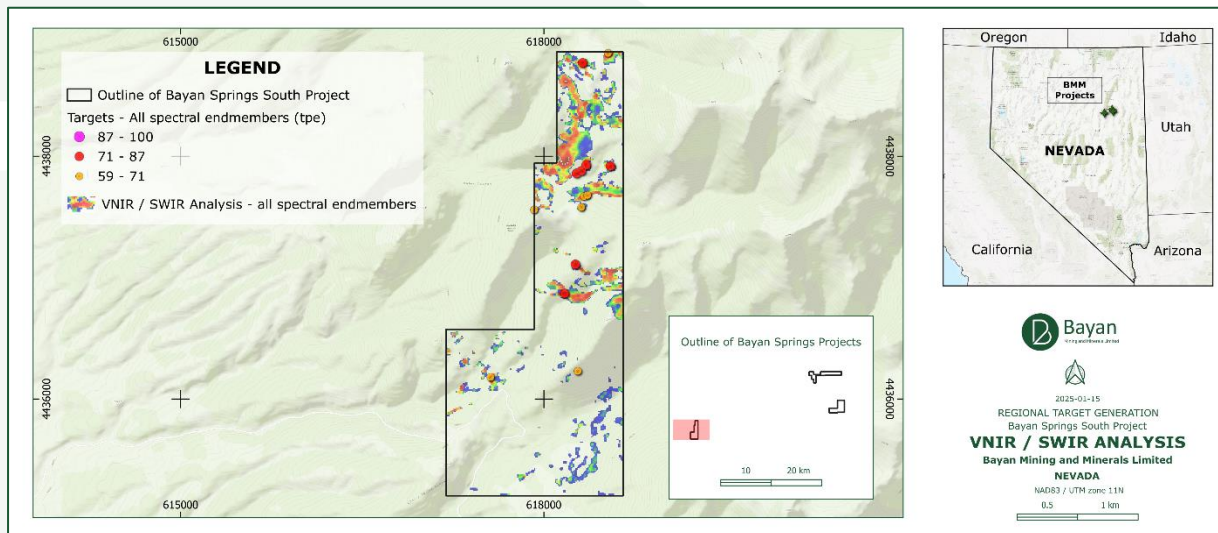 615000
618000
LEGEND
Outline of Bayan Springs South Project
Targets - All spectral endmembers (tpe)
87 - 100
71 - 87
59 - 71
VNIR / SWIR Analysis - all spectral endmembers
4438000
4438000
4436000
4436000
Outline of Bayan Springs Projects
10
20 km
615000
618000
Oregon
Idaho
BMM
Projects
NEVADA
Utah
California
Arizona
Bayan
Mining and Minerals Limited
2025-01-15
REGIONAL TARGET GENERATION
Bayan Springs South Project
VNIR / SWIR ANALYSIS
Bayan Mining and Minerals Limited
NEVADA
NAD83 / UTM zone 11N
0.5
1 km